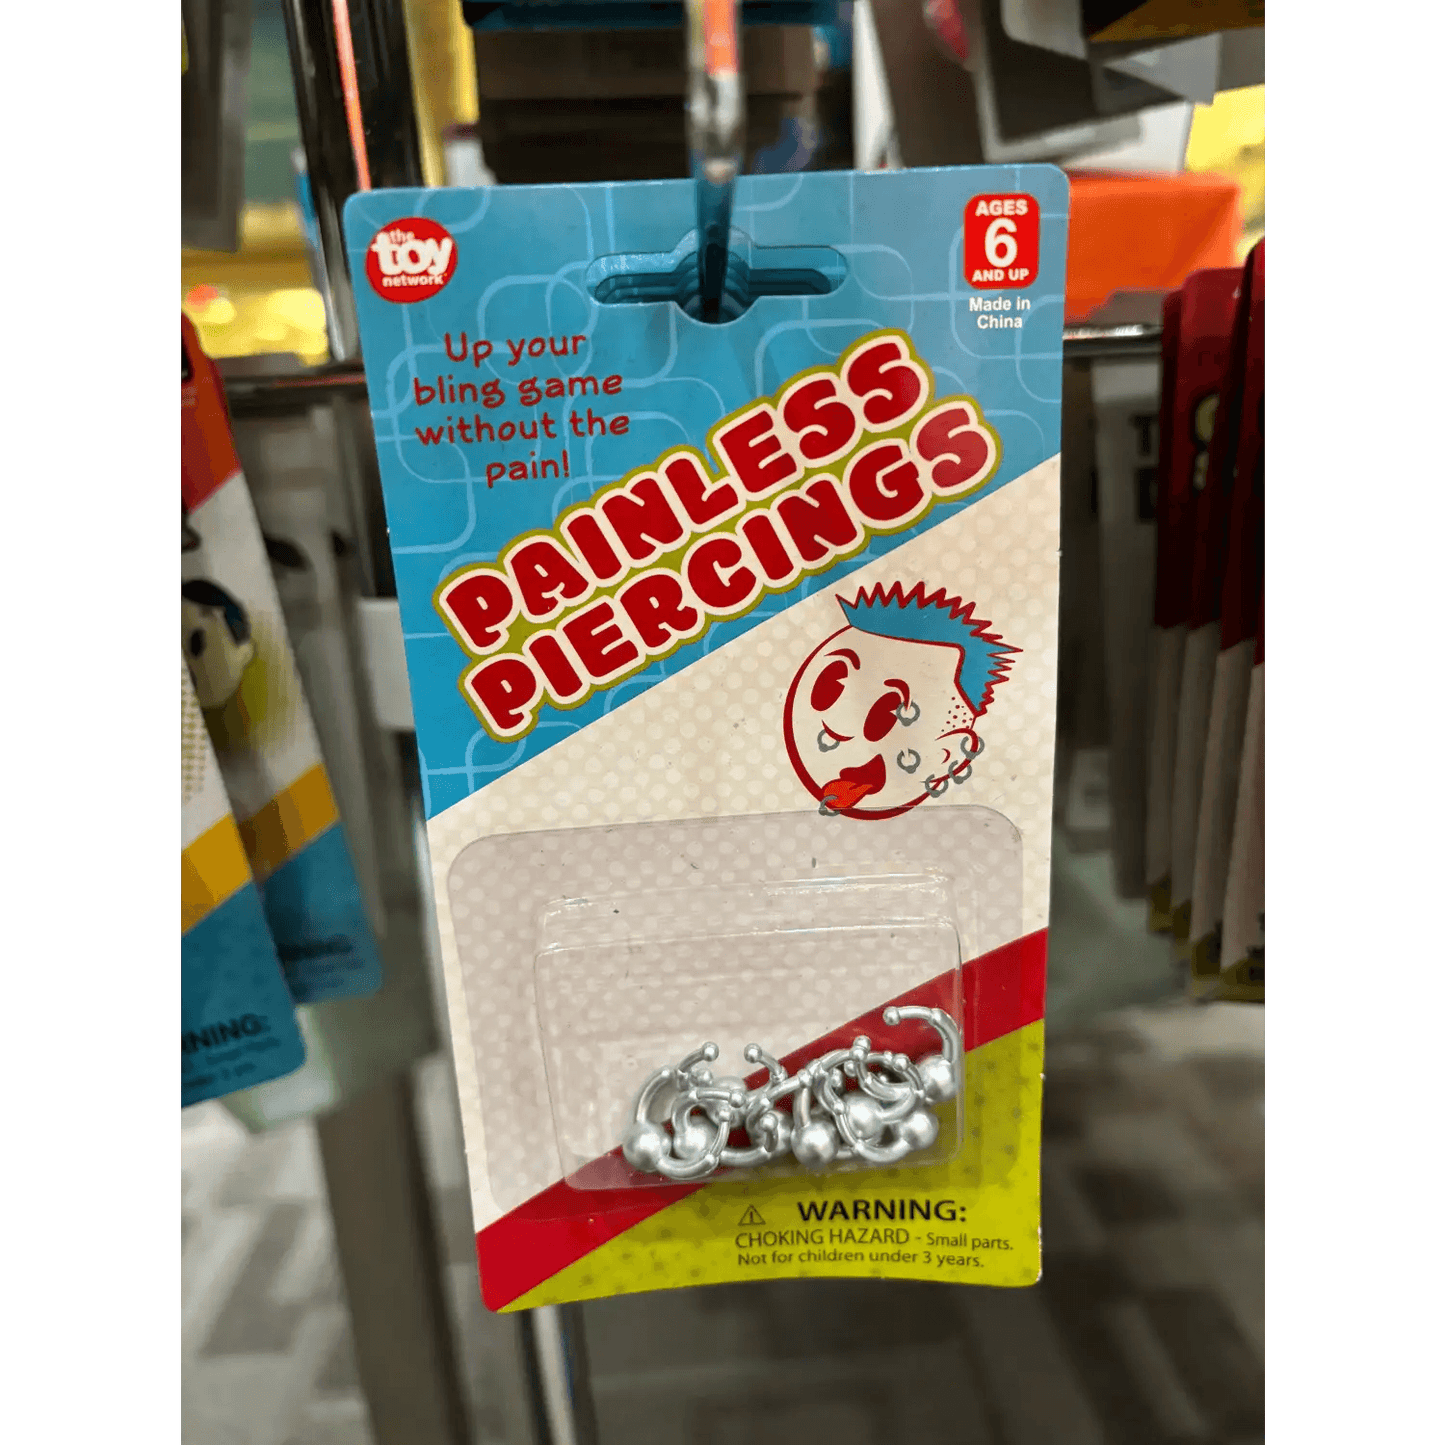 the
toy
network
AGES
6
AND UP
Made in
China
Up your
bling game
without the
pain!
PAINLESS
PIERCINGS
WARNING:
CHOKING HAZARD - Small parts.
Not for children under 3 years.